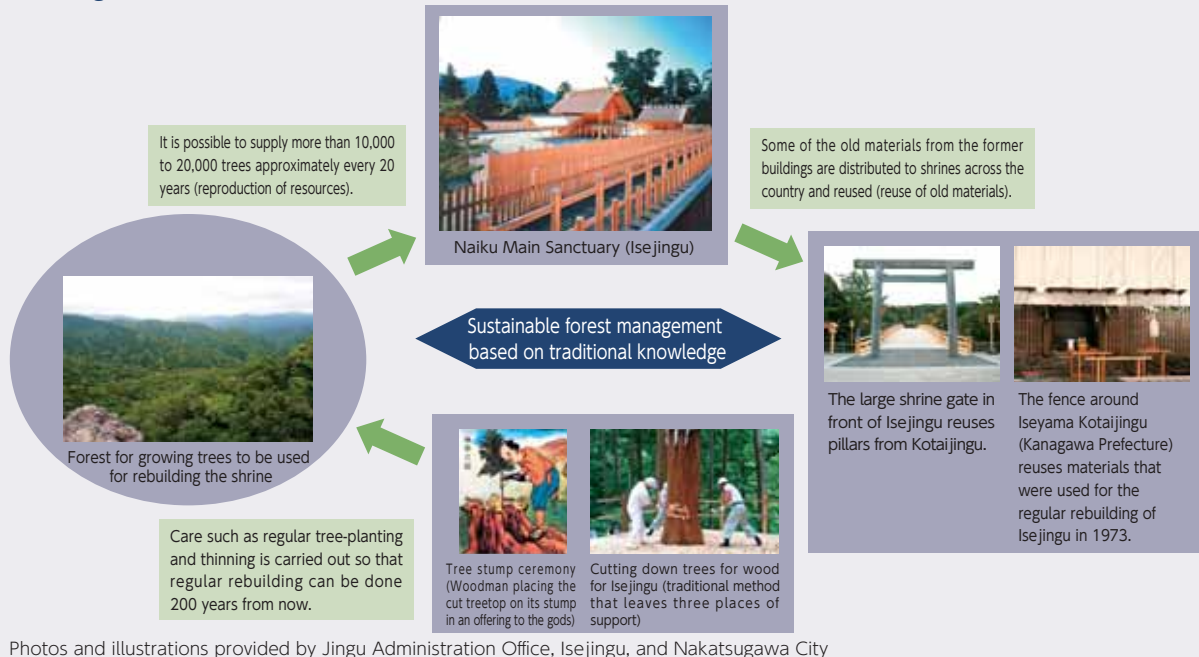 It is possible to supply more than 10,000
to 20,000 trees approximately every 20
years (reproduction of resources).
Naiku Main Sanctuary (Isejingu)
Some of the old materials from the former
buildings are distributed to shrines across the
country and reused (reuse of old materials).
Sustainable forest management
based on traditional knowledge
Forest for growing trees to be used
for rebuilding the shrine
The large shrine gate in
front of Isejingu reuses
pillars from Kotaijingu.
The fence around
Iseyama Kotaijingu
(Kanagawa Prefecture)
reuses materials that
were used for the
regular rebuilding of
Isejingu in 1973.
Care such as regular tree-planting
and thinning is carried out so that
regular rebuilding can be done
200 years from now.
Tree stump ceremony
(Woodman placing the
cut treetop on its stump
in an offering to the gods)
Cutting down trees for wood
for Isejingu (traditional method
that leaves three places of
support)
Photos and illustrations provided by Jingu Administration Office, Isejingu, and Nakatsugawa City